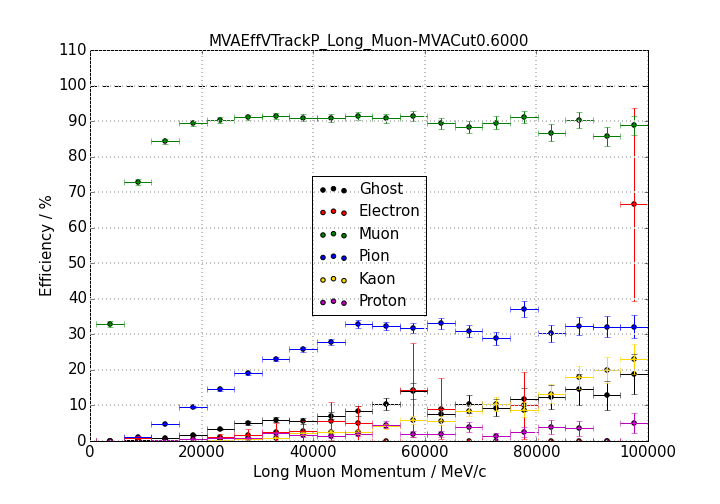 MVAEffVTrackP_Long_Muon-MVACut0.6000
110
100
90
80
70
60
50
40
30
20
10
0
Efficiency / %
Ghost
Electron
Muon
Pion
Kaon
Proton
0 20000 40000 60000 80000 100000
Long Muon Momentum / MeV/c